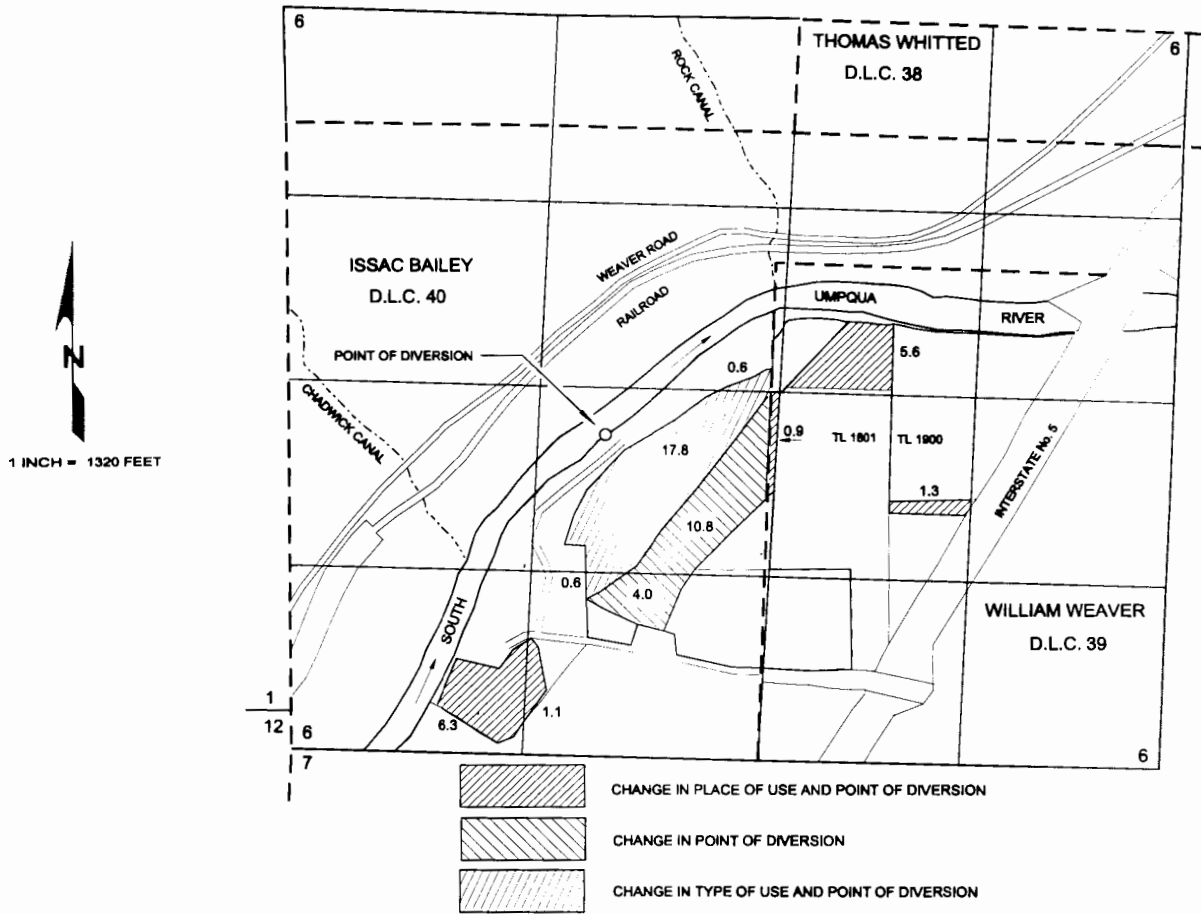 6
THOMAS WHITTED
D.L.C. 38
6
ROCK CANAL
ISSAC BAILEY
D.L.C. 40
WEAVER ROAD
RAILROAD
UMPQUA
RIVER
N
POINT OF DIVERSION
0.6
5.6
CHADWICK CANAL
1 INCH = 1320 FEET
17.8
0.9
TL 1801
TL 1900
INTERSTATE No. 5
1.3
10.8
0.6
4.0
SOUTH
WILLIAM WEAVER
D.L.C. 39
1
12
6.3
1.1
6
7
6
CHANGE IN PLACE OF USE AND POINT OF DIVERSION
CHANGE IN POINT OF DIVERSION
CHANGE IN TYPE OF USE AND POINT OF DIVERSION